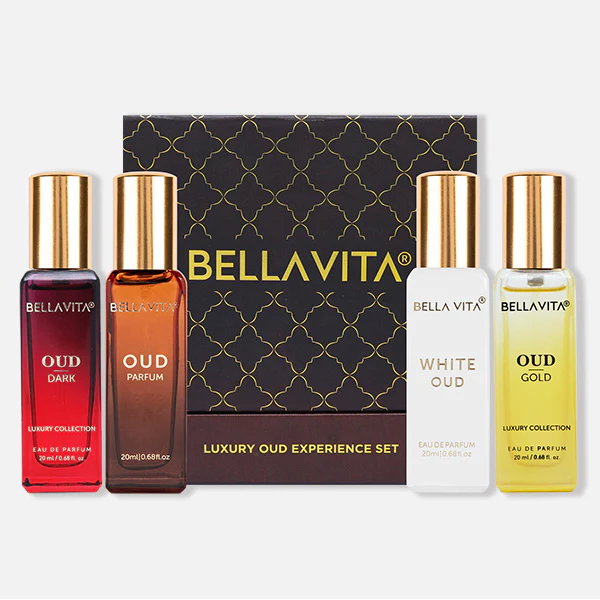 BELLAVITA®
LUXURY OUD EXPERIENCE SET
BELLAVITA®
OUD
DARK
LUXURY COLLECTION
EAU DE PARFUM
20 ml / 0.68 fl. oz.
BELLAVITA®
OUD
PARFUM
20ml|0.68fl.oz
BELLA VITA®
WHITE
OUD
EAU DE PARFUM
20ml|0.68fl.oz
BELLAVITA®
OUD
GOLD
LUXURY COLLECTION
EAU DE PARFUM
20 ml / 0.68 fl. oz.